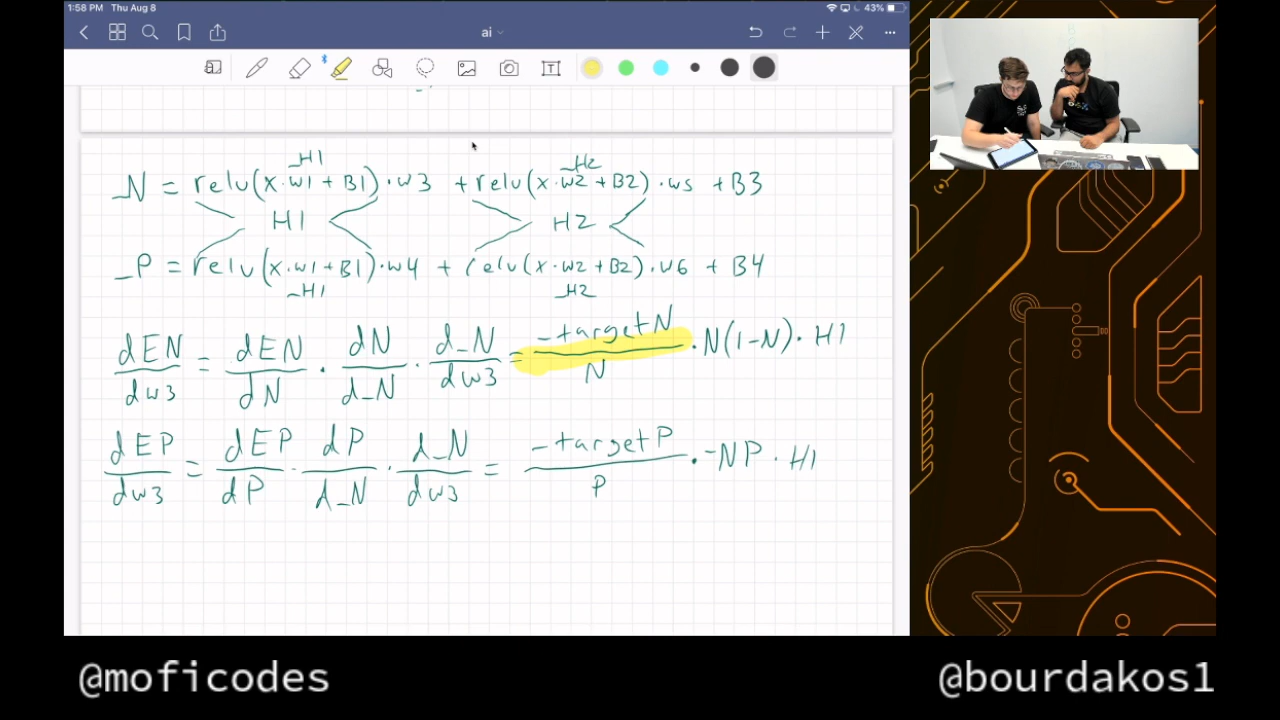 1:58 PM Thu Aug 8
43%
ai
T
_H1
_H2
_N = relu(x·w1 + B1)·w3 + relu(x·w2 + B2)·w5 + B3
H1
H2
_P = relu(x·w1 + B1)·w4 + relu(x·w2 + B2)·w6 + B4
_H1
_H2
dEN/dw3 = dEN/dN · dN/d_N · d_N/dw3 = -targetN/N · N(1-N) · H1
dEP/dw3 = dEP/dP · dP/d_N · d_N/dw3 = -targetP/P · -NP · H1
@moficodes
@bourdakos1